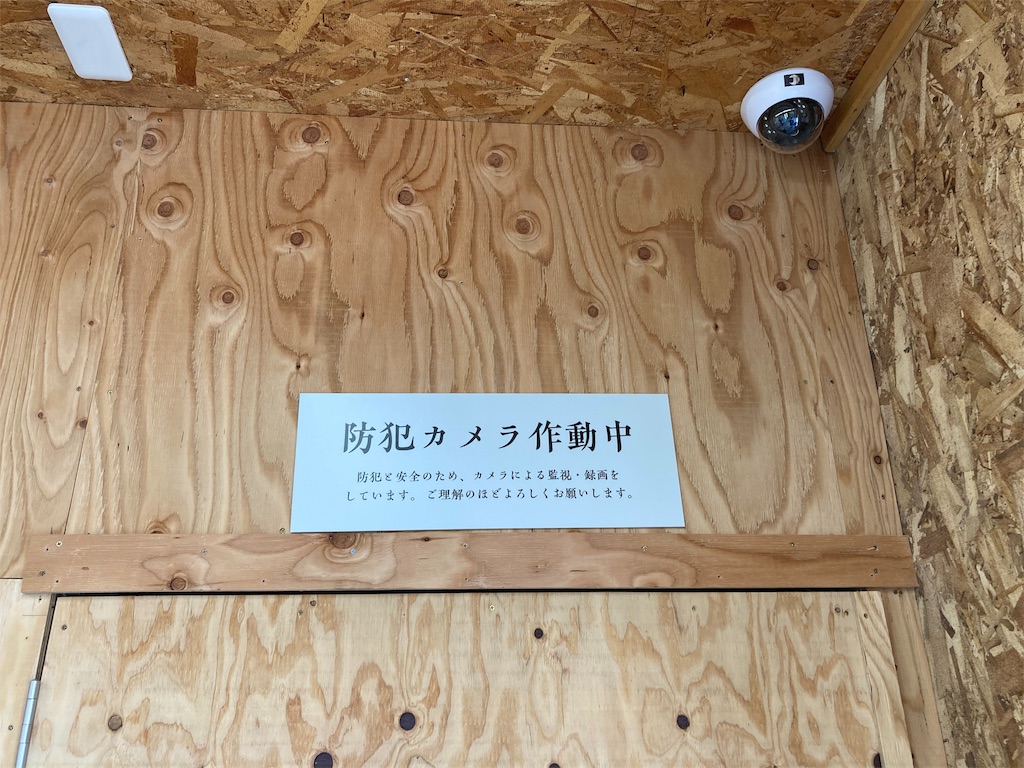 防犯カメラ作動中
防犯と安全のため、カメラによる監視・録画を
しています。ご理解のほどよろしくお願いします。